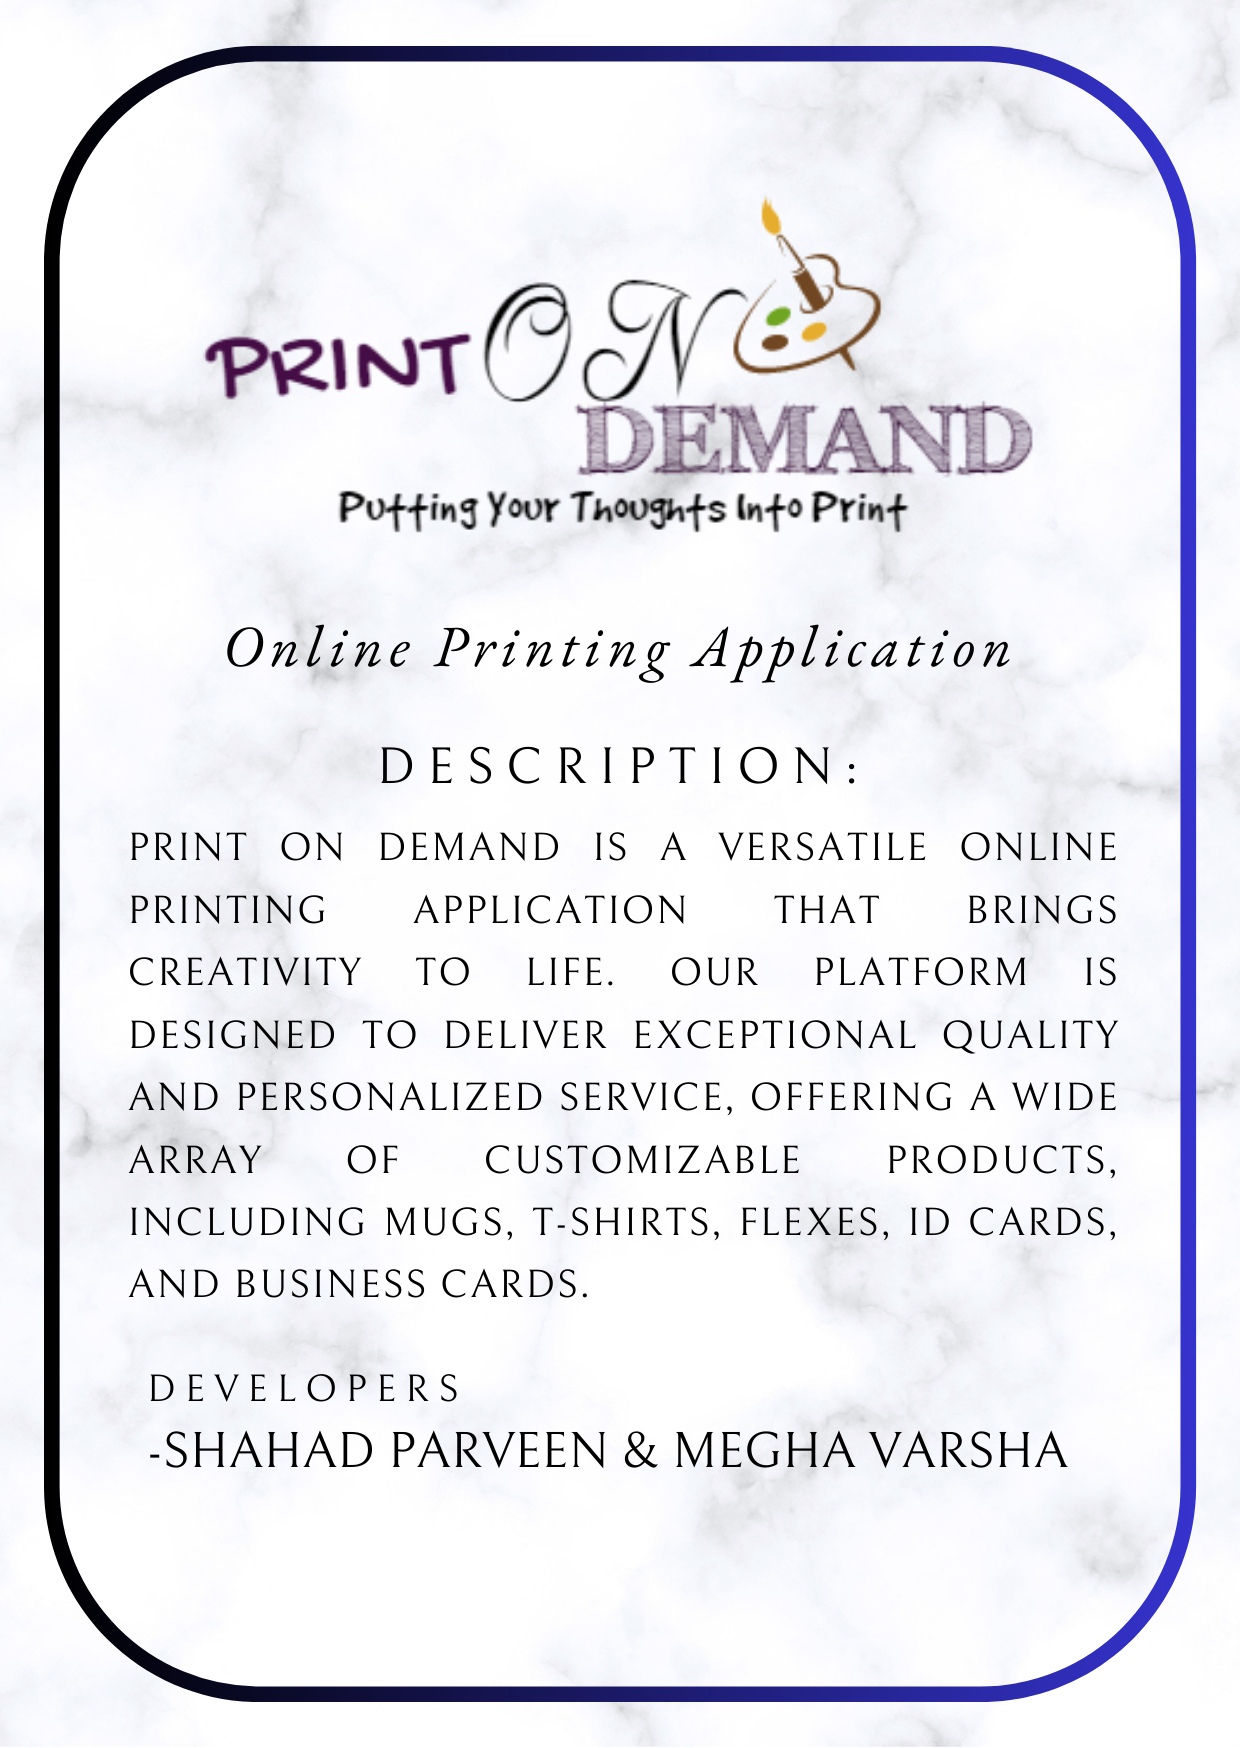 PRINT ON
DEMAND
Putting Your Thoughts Into Print
Online Printing Application
DESCRIPTION:
PRINT ON DEMAND IS A VERSATILE ONLINE
PRINTING APPLICATION THAT BRINGS
CREATIVITY TO LIFE. OUR PLATFORM IS
DESIGNED TO DELIVER EXCEPTIONAL QUALITY
AND PERSONALIZED SERVICE, OFFERING A WIDE
ARRAY OF CUSTOMIZABLE PRODUCTS,
INCLUDING MUGS, T-SHIRTS, FLEXES, ID CARDS,
AND BUSINESS CARDS.
DEVELOPERS
-SHAHAD PARVEEN & MEGHA VARSHA